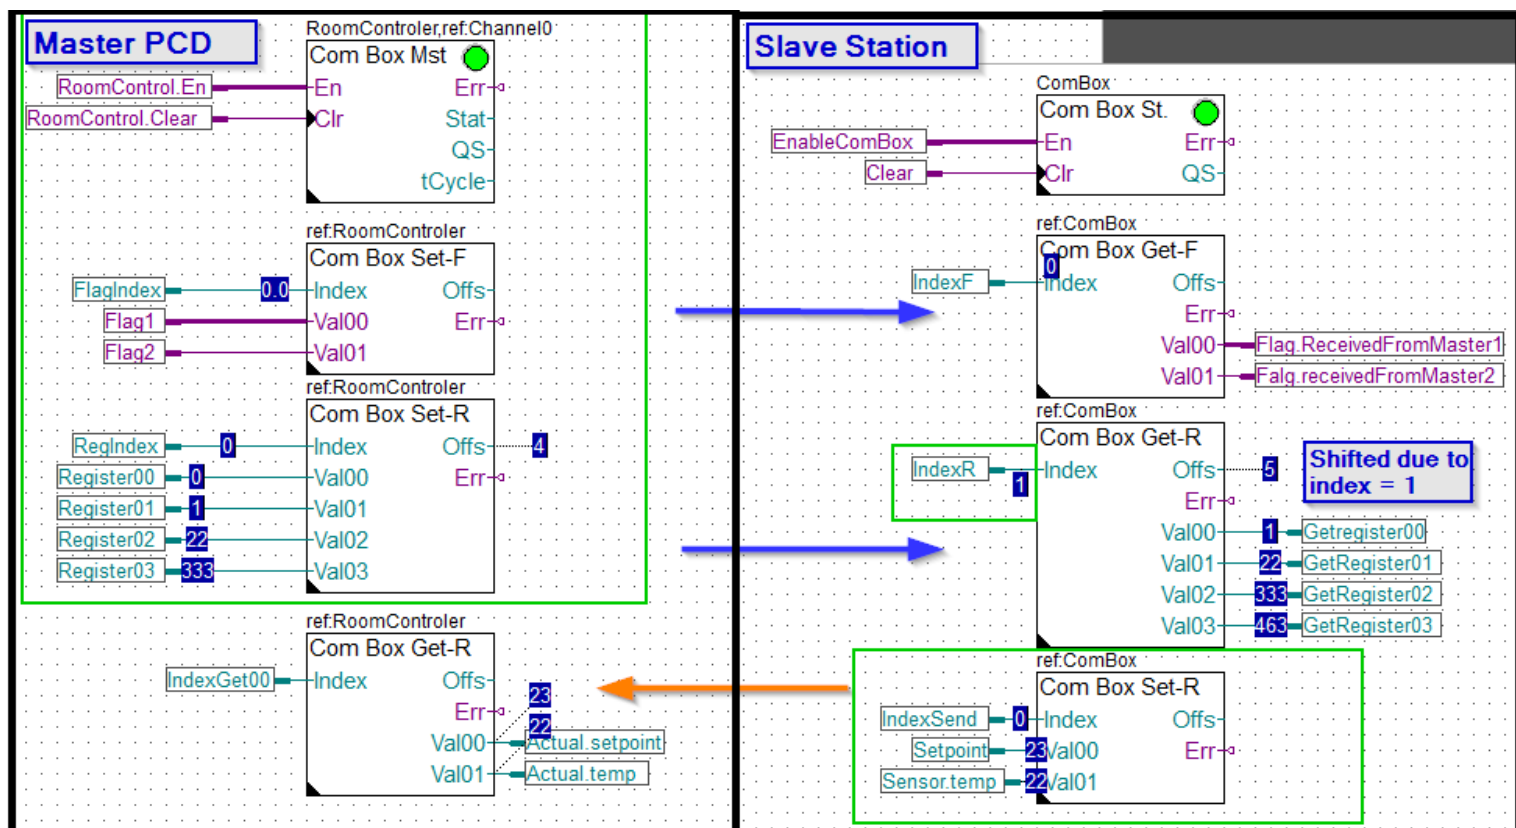 Master PCD
RoomControler,ref:Channel0
Com Box Mst
RoomControl.En En Err
RoomControl.Clear Clr Stat
QS
tCycle
ref:RoomControler
Com Box Set-F
FlagIndex 0.0 Index Offs
Flag1 Val00 Err
Flag2 Val01
ref:RoomControler
Com Box Set-R
RegIndex 0 Index Offs 4
Register00 0 Val00 Err
Register01 1 Val01
Register02 22 Val02
Register03 333 Val03
ref:RoomControler
Com Box Get-R
IndexGet00 Index Offs
23
Err
22
Val00 Actual.setpoint
Val01 Actual.temp
Slave Station
ComBox
Com Box St.
EnableComBox En Err
Clear Clr QS
ref:ComBox
Com Box Get-F
0
IndexF Index Offs
Err
Val00 Flag.ReceivedFromMaster1
Val01 Falg.receivedFromMaster2
ref:ComBox
Com Box Get-R
IndexR 1 Index Offs 5
Shifted due to
index = 1
Err
Val00 1 Getregister00
Val01 22 GetRegister01
Val02 333 GetRegister02
Val03 463 GetRegister03
ref:ComBox
Com Box Set-R
IndexSend 0 Index Offs
Setpoint 23 Val00 Err
Sensor.temp 22 Val01